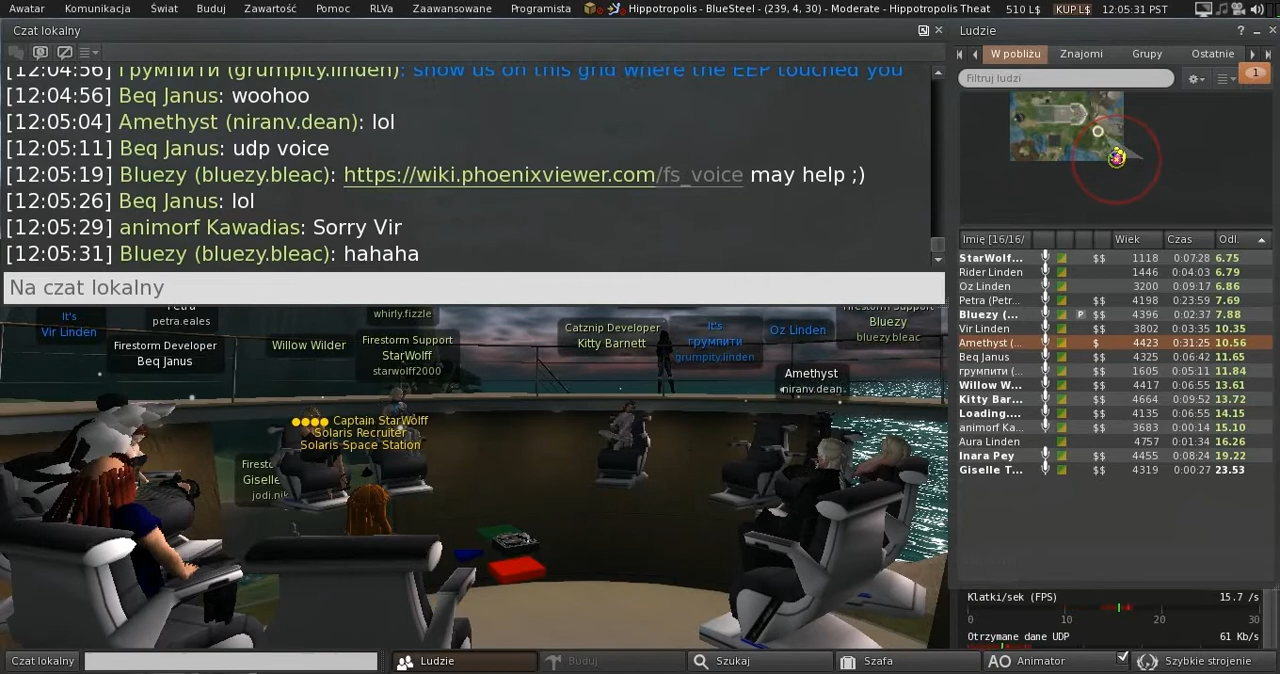 Awatar Komunikacja Świat Buduj Zawartość Pomoc RLVa Zaawansowane Programista Hippotropolis - BlueSteel - (239, 4, 30) - Moderate - Hippotropolis Theat 510 L$ KUP L$ 12:05:31 PST
Czat lokalny
[12:04:56] Грумпити (grumpity.linden): show us on this grid where the EEP touched you
[12:04:56] Beq Janus: woohoo
[12:05:04] Amethyst (niranv.dean): lol
[12:05:11] Beq Janus: udp voice
[12:05:19] Bluezy (bluezy.bleac): https://wiki.phoenixviewer.com/fs_voice may help ;)
[12:05:26] Beq Janus: lol
[12:05:29] animorf Kawadias: Sorry Vir
[12:05:31] Bluezy (bluezy.bleac): hahaha
Na czat lokalny
It's
Vir Linden
Petra
petra.eales
Firestorm Developer
Beq Janus
Willow Wilder
whirly.fizzle
Firestorm Support
StarWolff
starwolff2000
Catznip Developer
Kitty Barnett
It's
грумпити
grumpity.linden
Oz Linden
Firestorm Support
Bluezy
bluezy.bleac
Amethyst
niranv.dean
Captain StarWolff
Solaris Recruiter
Solaris Space Station
Firesto
Giselle
jodi.nik
Ludzie
W pobliżu Znajomi Grupy Ostatnie
Filtruj ludzi
1
Imię [16/16/ Wiek Czas Odl.
StarWolf... $$ 1118 0:07:28 6.75
Rider Linden 1446 0:04:03 6.79
Oz Linden 3200 0:09:17 6.86
Petra (Petr... $$ 4198 0:23:59 7.69
Bluezy (... P $$ 4396 0:02:37 7.88
Vir Linden 3802 0:03:35 10.35
Amethyst (... $ 4423 0:31:25 10.56
Beq Janus $$ 4325 0:06:42 11.65
грумпити (... $$ 1605 0:05:11 11.84
Willow W... $$ 4417 0:06:55 13.61
Kitty Bar... $$ 4664 0:09:52 13.72
Loading.... $$ 4135 0:06:55 14.15
animorf Ka... $$ 3683 0:00:14 15.10
Aura Linden 4757 0:01:34 16.26
Inara Pey $$ 4455 0:08:24 19.22
Giselle T... $$ 4319 0:00:27 23.53
Klatki/sek (FPS) 15.7 /s
0 10 20 30
Otrzymane dane UDP 61 Kb/s
Czat lokalny Ludzie Buduj Szukaj Szafa AO Animator Szybkie strojenie